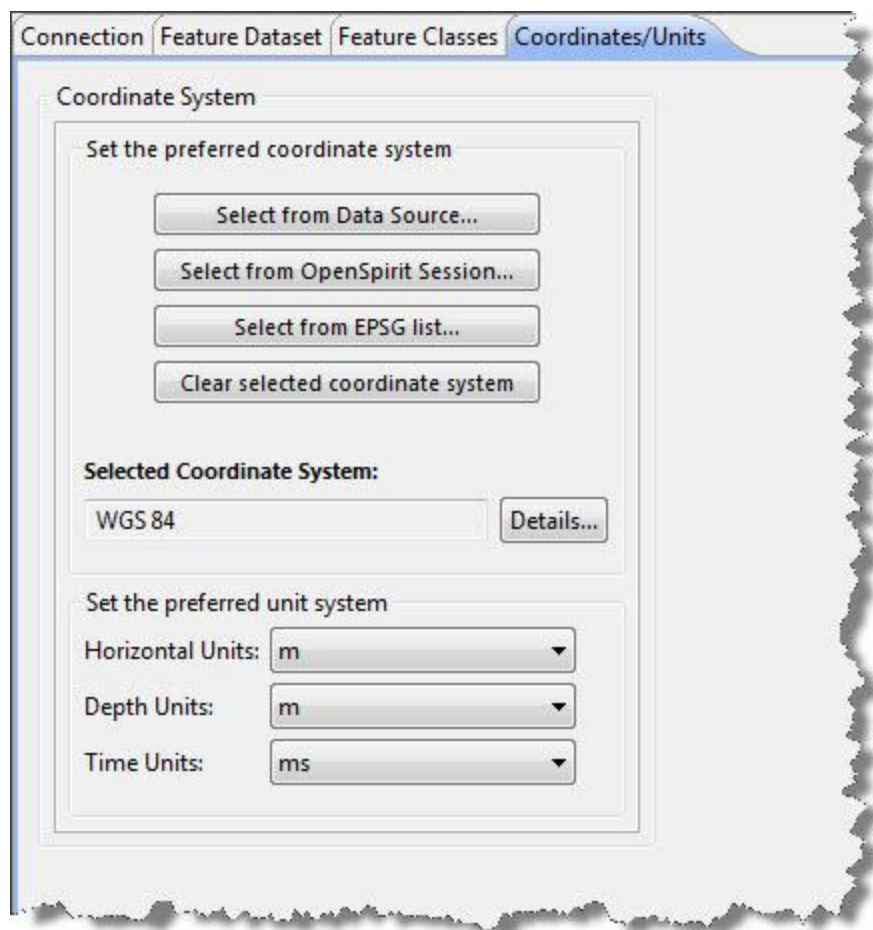 Connection Feature Dataset Feature Classes Coordinates/Units
Coordinate System
Set the preferred coordinate system
Select from Data Source...
Select from OpenSpirit Session...
Select from EPSG list...
Clear selected coordinate system
Selected Coordinate System:
WGS 84 Details...
Set the preferred unit system
Horizontal Units: m
Depth Units: m
Time Units: ms